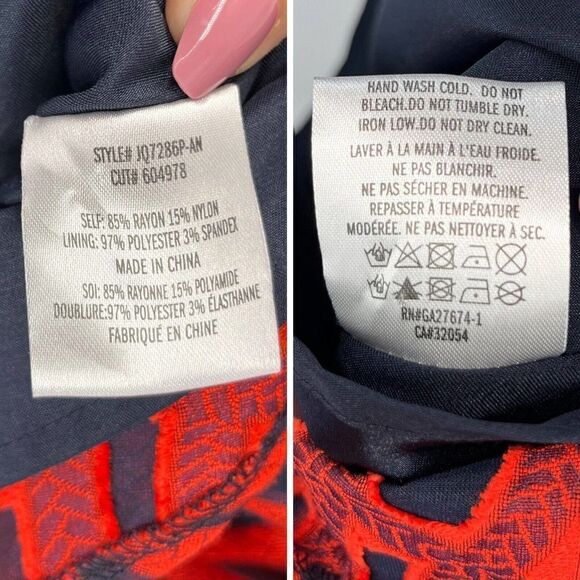 STYLE# JQ7286P-AN
CUT# 604978
SELF: 85% RAYON 15% NYLON
LINING: 97% POLYESTER 3% SPANDEX
MADE IN CHINA
SOI: 85% RAYONNE 15% POLYAMIDE
DOUBLURE:97% POLYESTER 3% ÉLASTHANNE
FABRIQUÉ EN CHINE
HAND WASH COLD. DO NOT
BLEACH.DO NOT TUMBLE DRY.
IRON LOW.DO NOT DRY CLEAN.
LAVER À LA MAIN À L'EAU FROIDE.
NE PAS BLANCHIR.
NE PAS SÉCHER EN MACHINE.
REPASSER À TEMPÉRATURE
MODÉRÉE. NE PAS NETTOYER À SEC.
RN#GA27674-1
CA#32054